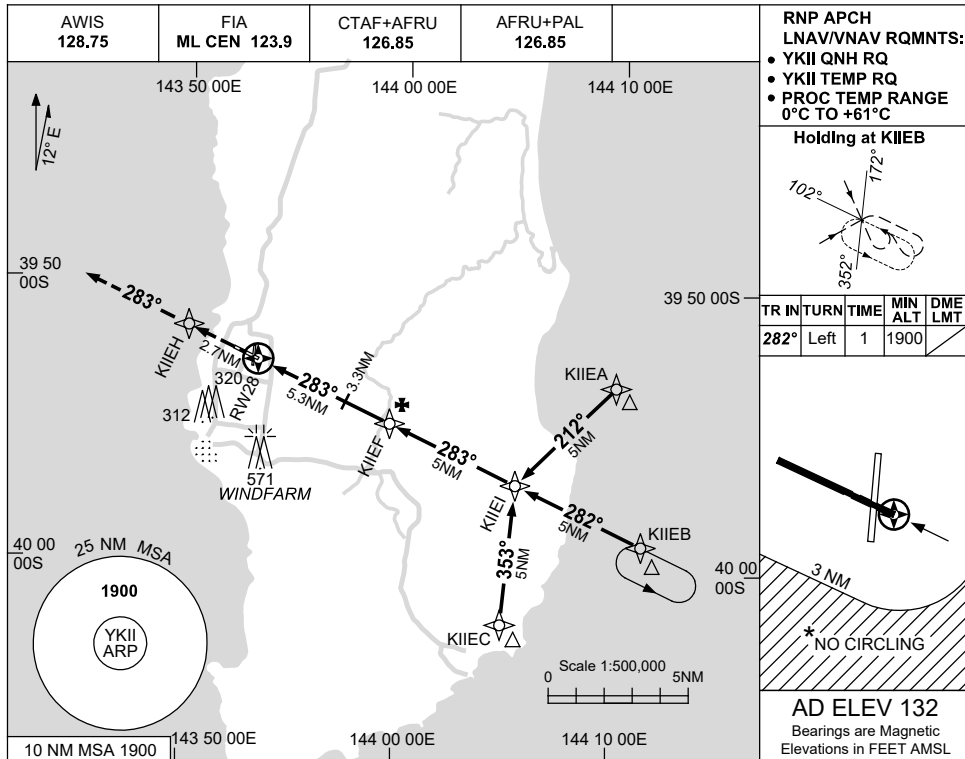 AWIS
128.75
FIA
ML CEN 123.9
CTAF+AFRU
126.85
AFRU+PAL
126.85
RNP APCH
LNAV/VNAV RQMNTS:
• YKII QNH RQ
• YKII TEMP RQ
• PROC TEMP RANGE
0°C TO +61°C
143 50 00E
144 00 00E
144 10 00E
12° E
Holding at KIIEB
102°
172°
352°
39 50
00S
39 50 00S
TR IN
TURN
TIME
MIN
ALT
DME
LMT
282°
Left
1
1900
283°
KIIEH
2.7NM
320
312
RW28
283°
5.3NM
3.3NM
KIIEF
571
WINDFARM
283°
5NM
KIIEA
212°
5NM
KIIEI
282°
5NM
KIIEB
353°
5NM
KIIEC
40 00
00S
40 00
00S
25 NM MSA
1900
YKII
ARP
Scale 1:500,000
0
5NM
3 NM
*NO CIRCLING
143 50 00E
144 00 00E
144 10 00E
10 NM MSA 1900
AD ELEV 132
Bearings are Magnetic
Elevations in FEET AMSL